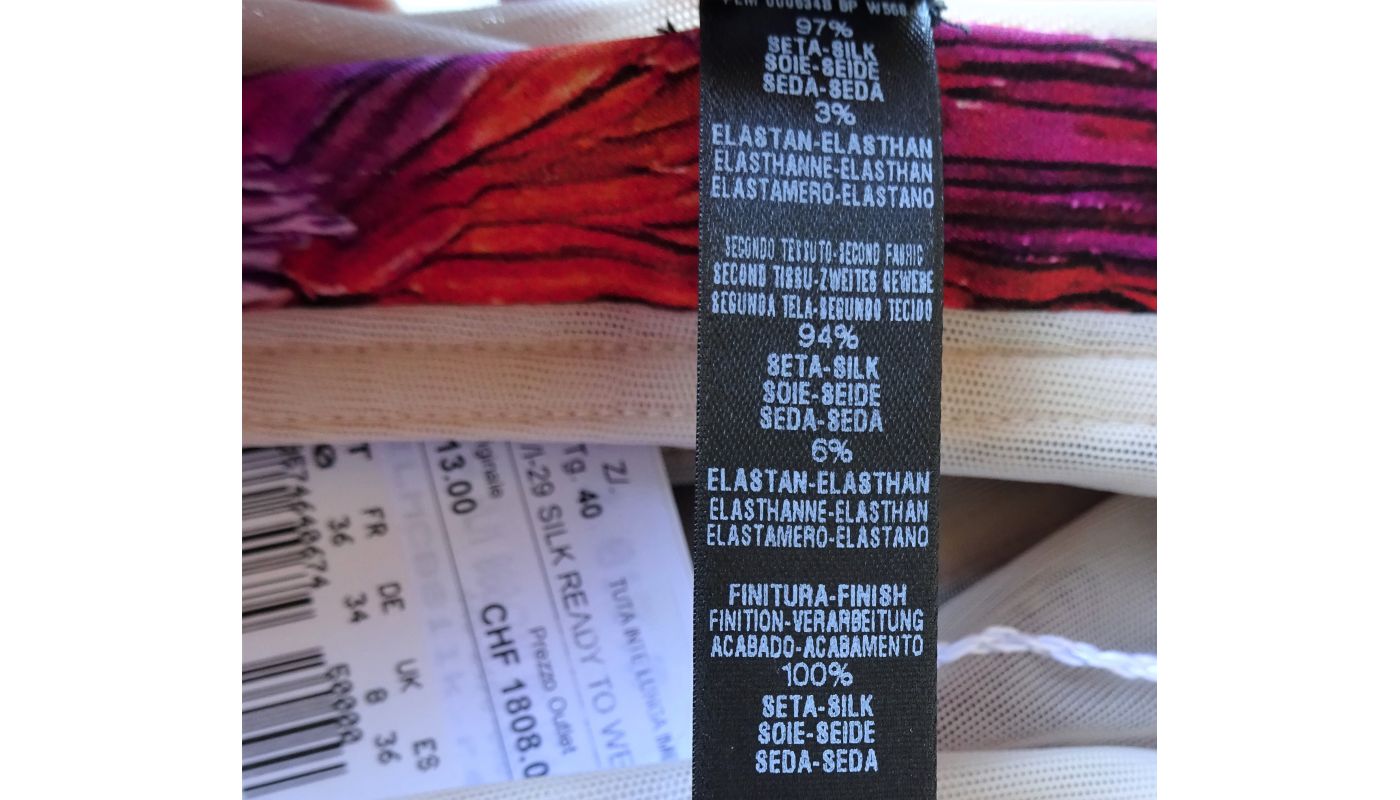 97%
SETA-SILK
SOIE-SEIDE
SEDA-SEDA
3%
ELASTAN-ELASTHAN
ELASTHANNE-ELASTHAN
ELASTAMERO-ELASTANO
SECONDO TESSUTO-SECOND FABRIC
SECOND TISSU-ZWEITES GEWEBE
SEGUNDA TELA-SEGUNDO TECIDO
94%
SETA-SILK
SOIE-SEIDE
SEDA-SEDA
6%
ELASTAN-ELASTHAN
ELASTHANNE-ELASTHAN
ELASTAMERO-ELASTANO
FINITURA-FINISH
FINITION-VERARBEITUNG
ACABADO-ACABAMENTO
100%
SETA-SILK
SOIE-SEIDE
SEDA-SEDA
Tg. 40
-29 SILK READY TO WE
Prezzo Outlet
13.00
CHF 1808.0
FR DE UK ES
36 34 8 36